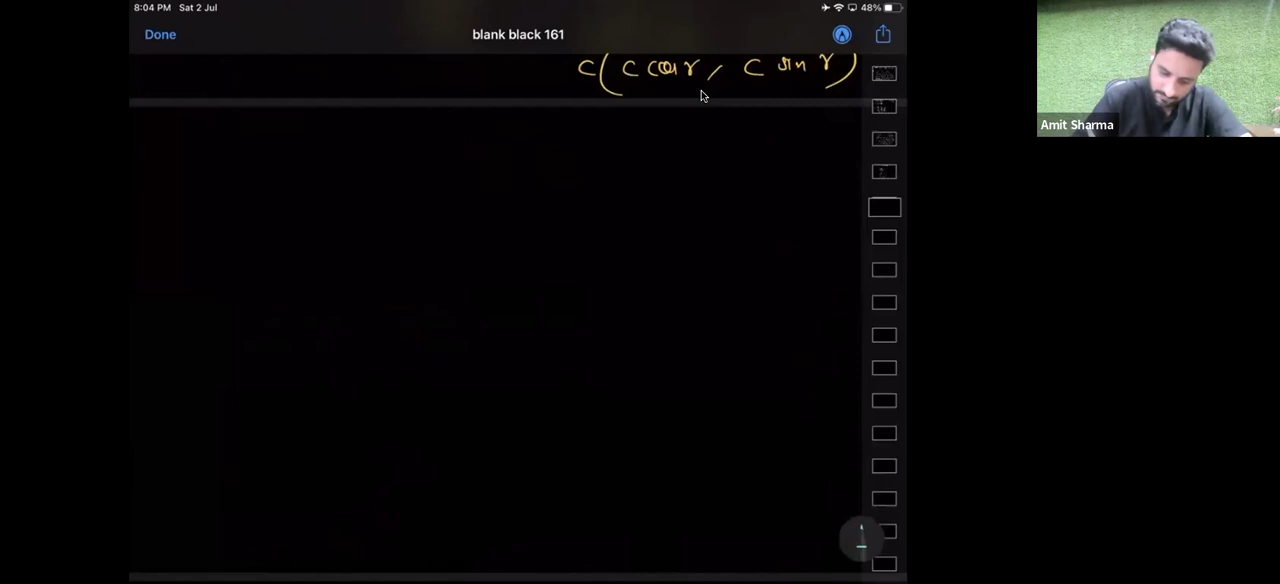 8:04 PM Sat 2 Jul
48%
Done
blank black 161
C(C cos γ, C sin γ)
Amit Sharma